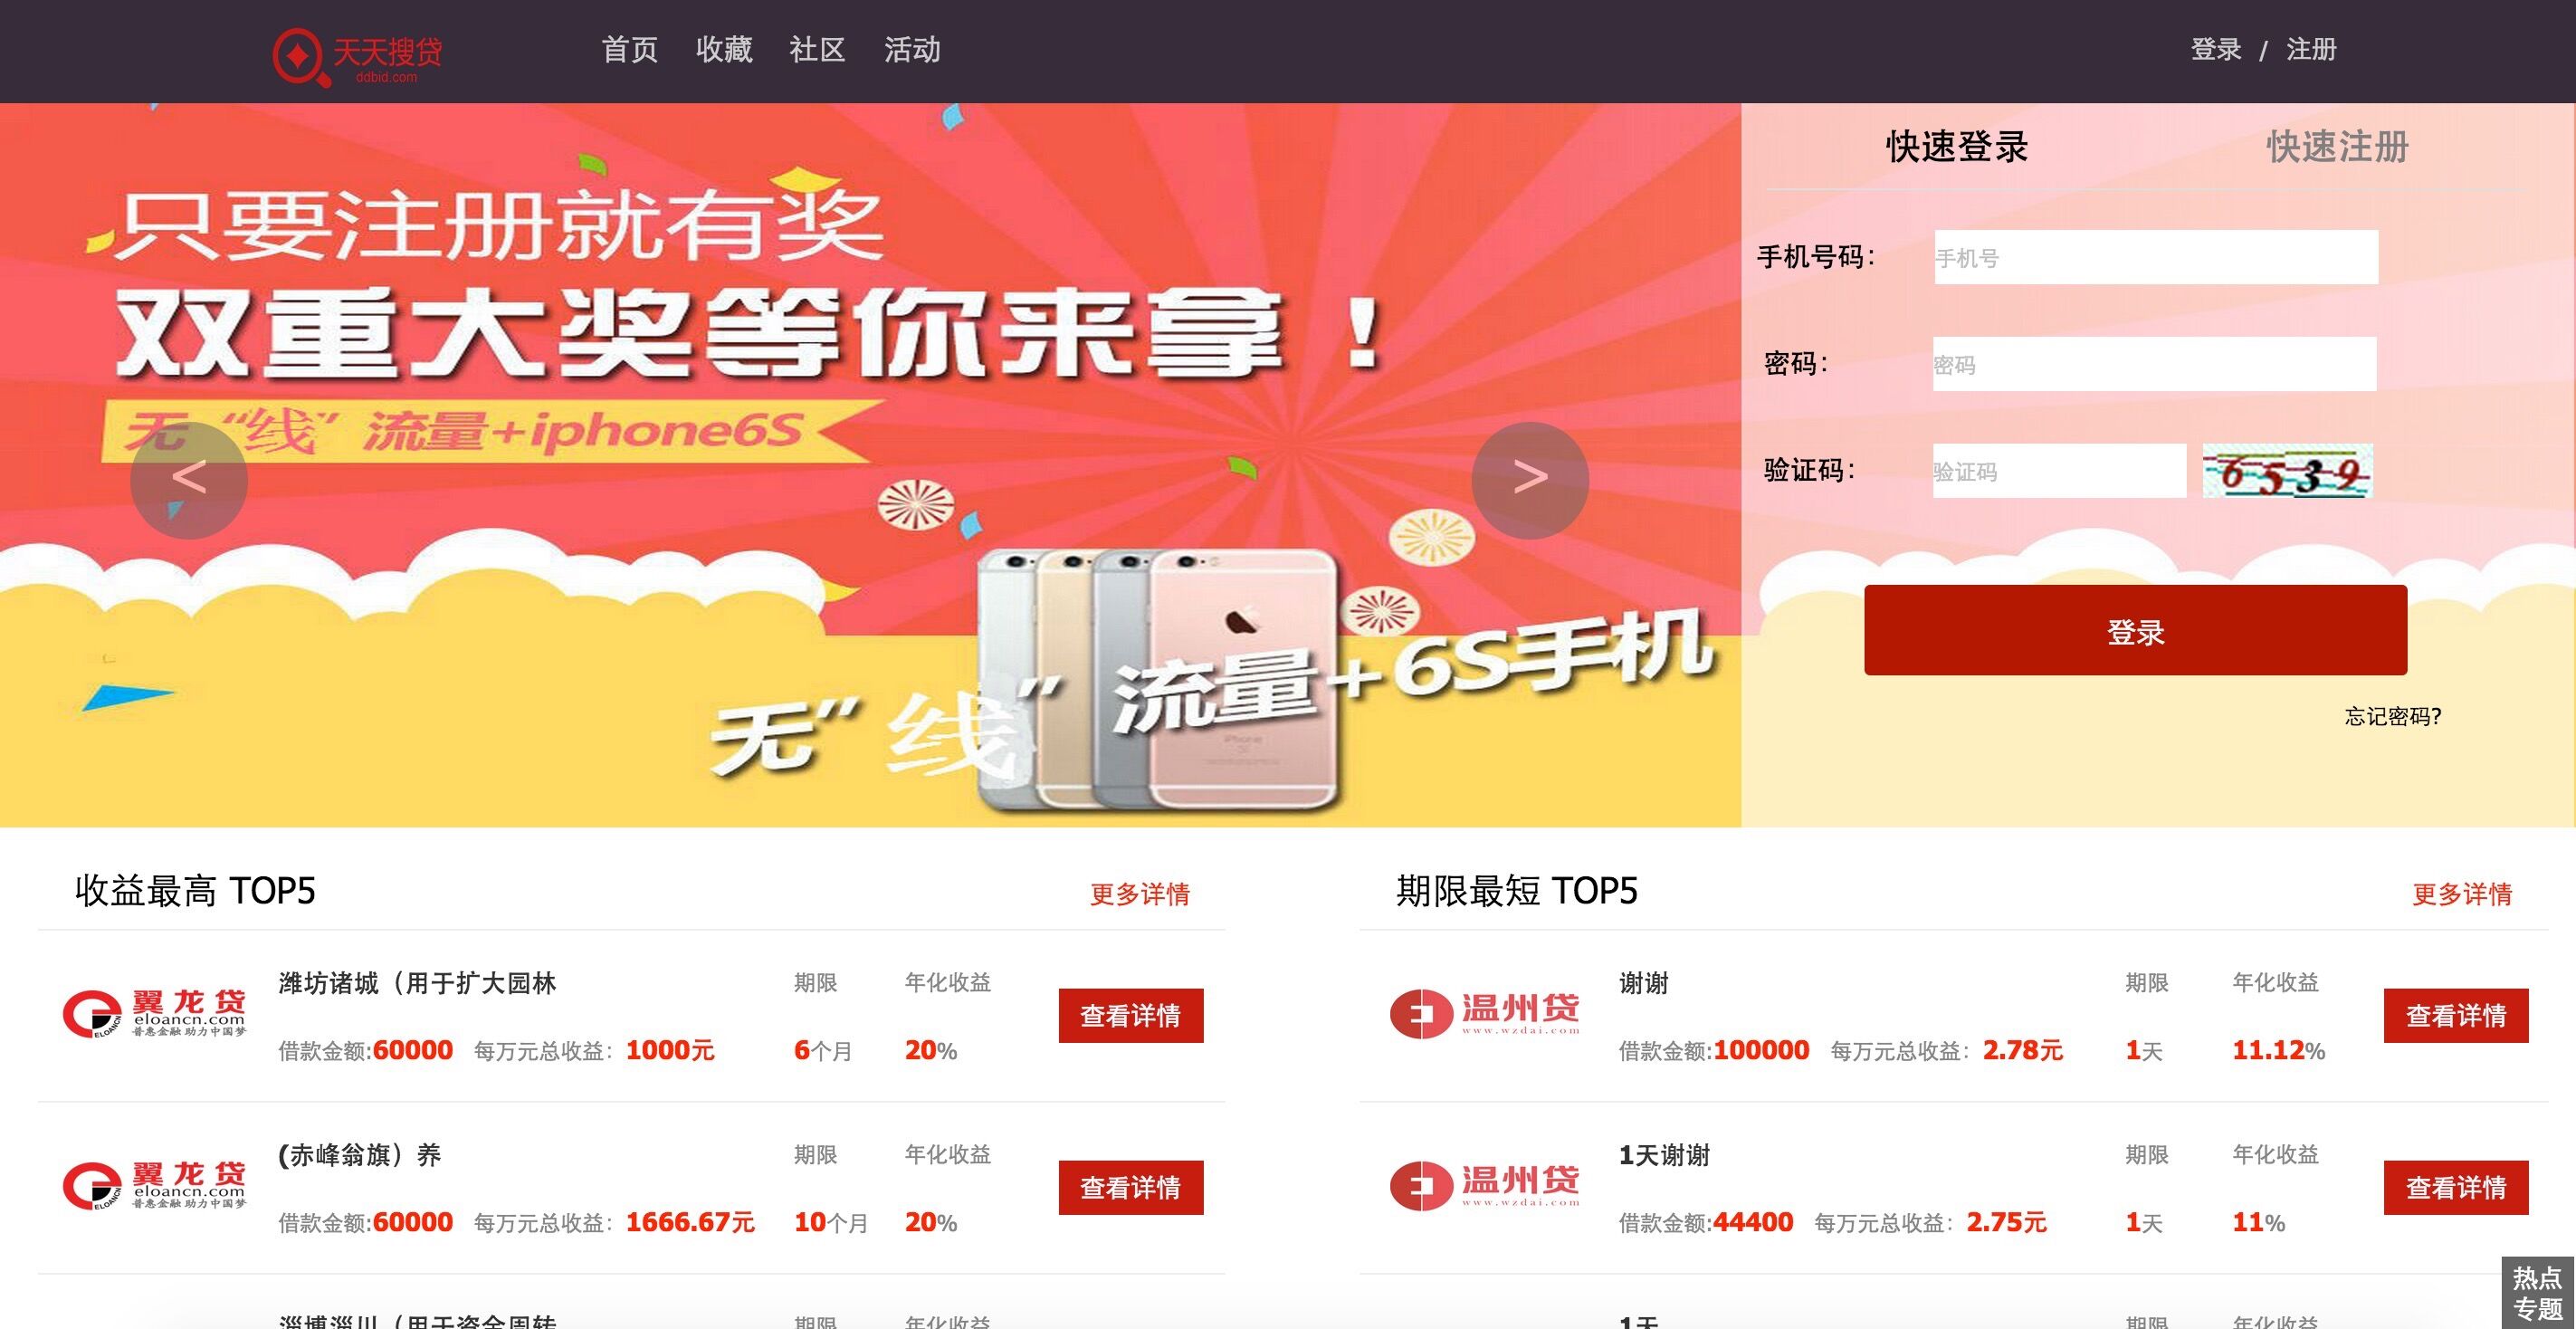 天天搜贷
ddbid.com
首页 收藏 社区 活动
登录 / 注册
只要注册就有奖
双重大奖等你来拿！
无 “线” 流量+iphone6S
<
>
无”线” 流量+6S手机
快速登录 快速注册
手机号码： 手机号
密码： 密码
验证码： 验证码 6539
登录
忘记密码?
收益最高 TOP5 更多详情
翼龙贷
eloancn.com
普惠金融 助力中国梦
ELOANCN
潍坊诸城（用于扩大园林 期限 年化收益
借款金额:60000 每万元总收益：1000元 6个月 20%
查看详情
翼龙贷
eloancn.com
普惠金融 助力中国梦
ELOANCN
(赤峰翁旗）养 期限 年化收益
借款金额:60000 每万元总收益：1666.67元 10个月 20%
查看详情
淄博淄川（用于资金周转 期限 年化收益
期限最短 TOP5 更多详情
温州贷
www.wzdai.com
谢谢 期限 年化收益
借款金额:100000 每万元总收益：2.78元 1天 11.12%
查看详情
温州贷
www.wzdai.com
1天谢谢 期限 年化收益
借款金额:44400 每万元总收益：2.75元 1天 11%
查看详情
1天 期限 年化收益
热点
专题